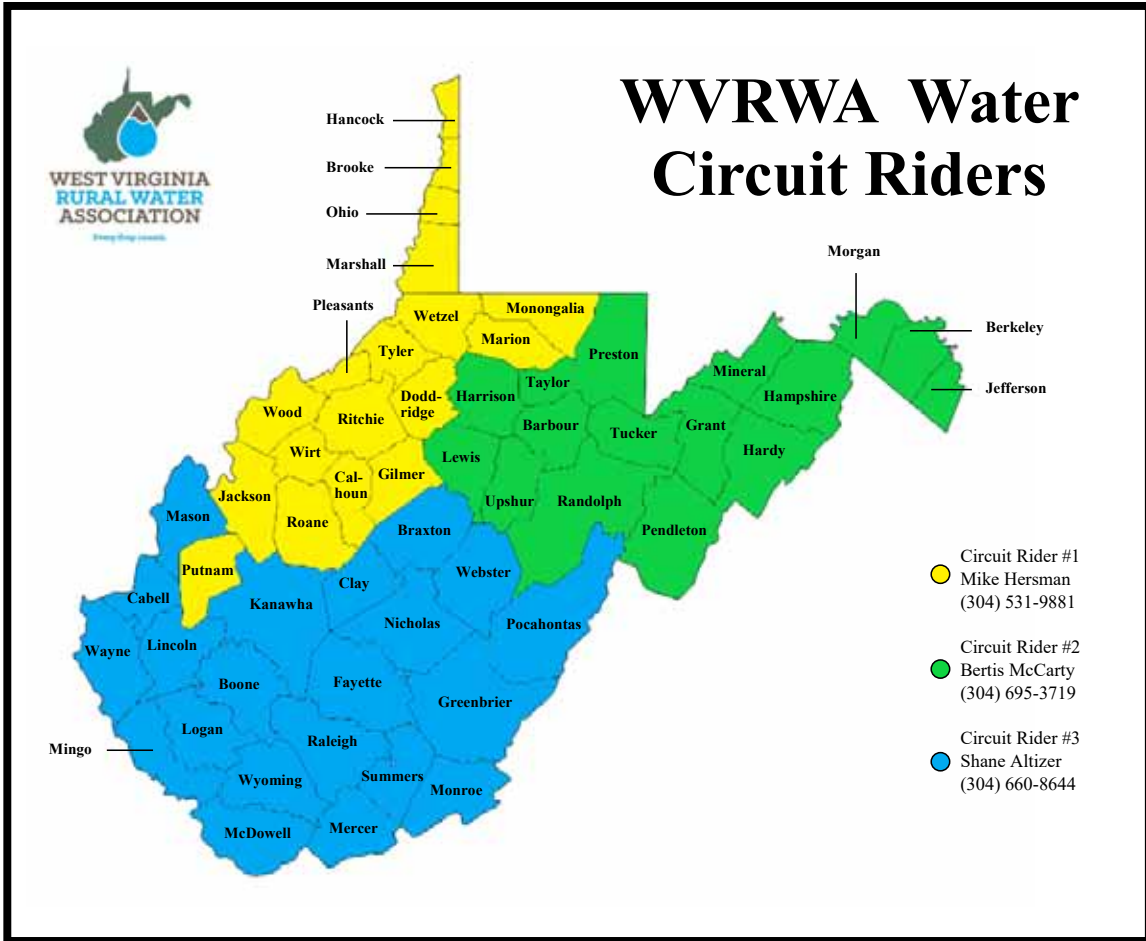 WVRWA Water
Circuit Riders
WEST VIRGINIA
RURAL WATER
ASSOCIATION
Every drop counts.
Hancock
Brooke
Ohio
Marshall
Pleasants
Wetzel
Monongalia
Marion
Tyler
Preston
Morgan
Berkeley
Jefferson
Mineral
Hampshire
Taylor
Harrison
Dodd-
ridge
Wood
Ritchie
Barbour
Tucker
Grant
Hardy
Wirt
Lewis
Cal-
houn
Gilmer
Jackson
Upshur
Randolph
Roane
Mason
Braxton
Pendleton
Putnam
Clay
Webster
Cabell
Kanawha
Nicholas
Pocahontas
Wayne
Lincoln
Boone
Fayette
Greenbrier
Logan
Raleigh
Mingo
Wyoming
Summers
Monroe
McDowell
Mercer
Circuit Rider #1
Mike Hersman
(304) 531-9881
Circuit Rider #2
Bertis McCarty
(304) 695-3719
Circuit Rider #3
Shane Altizer
(304) 660-8644